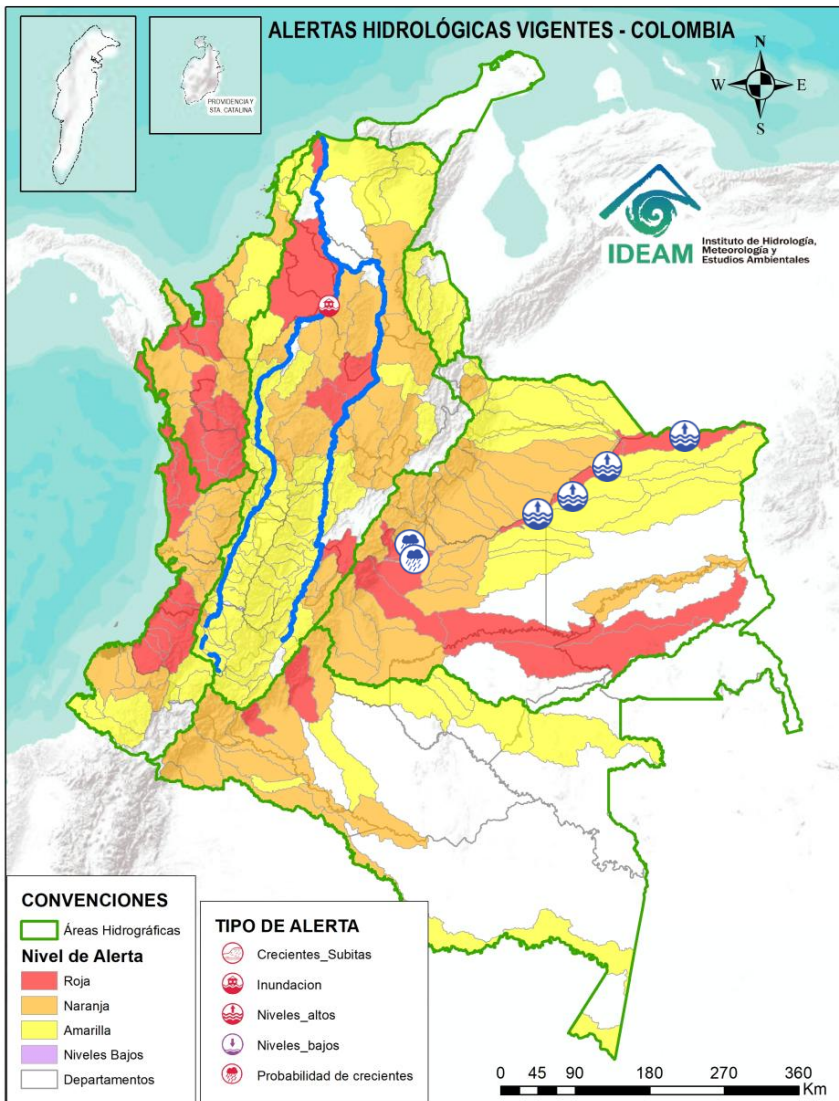 ALERTAS HIDROLÓGICAS VIGENTES - COLOMBIA
PROVIDENCIA Y
STA. CATALINA
N
W
E
S
IDEAM
Instituto de Hidrología,
Meteorología y
Estudios Ambientales
CONVENCIONES
Áreas Hidrográficas
Nivel de Alerta
Roja
Naranja
Amarilla
Niveles Bajos
Departamentos
TIPO DE ALERTA
Crecientes_Subitas
Inundacion
Niveles_altos
Niveles_bajos
Probabilidad de crecientes
0 45 90 180 270 360
Km